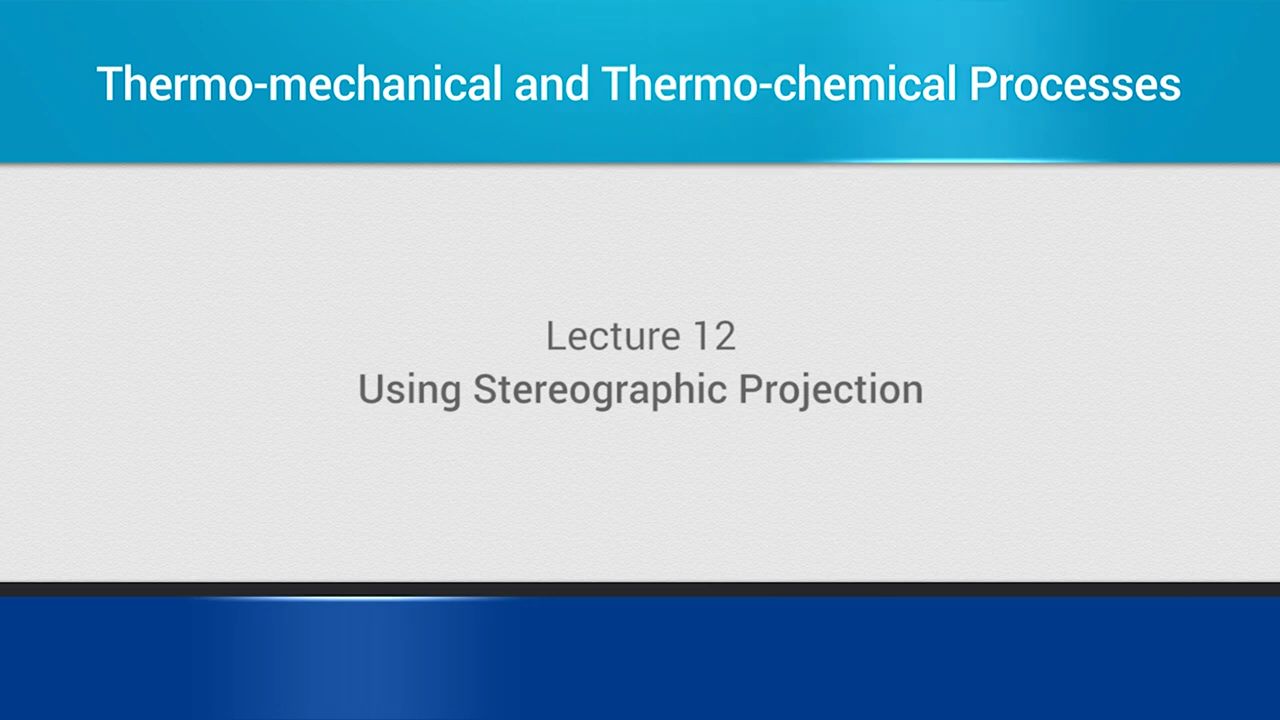 Thermo-mechanical and Thermo-chemical Processes
Lecture 12
Using Stereographic Projection